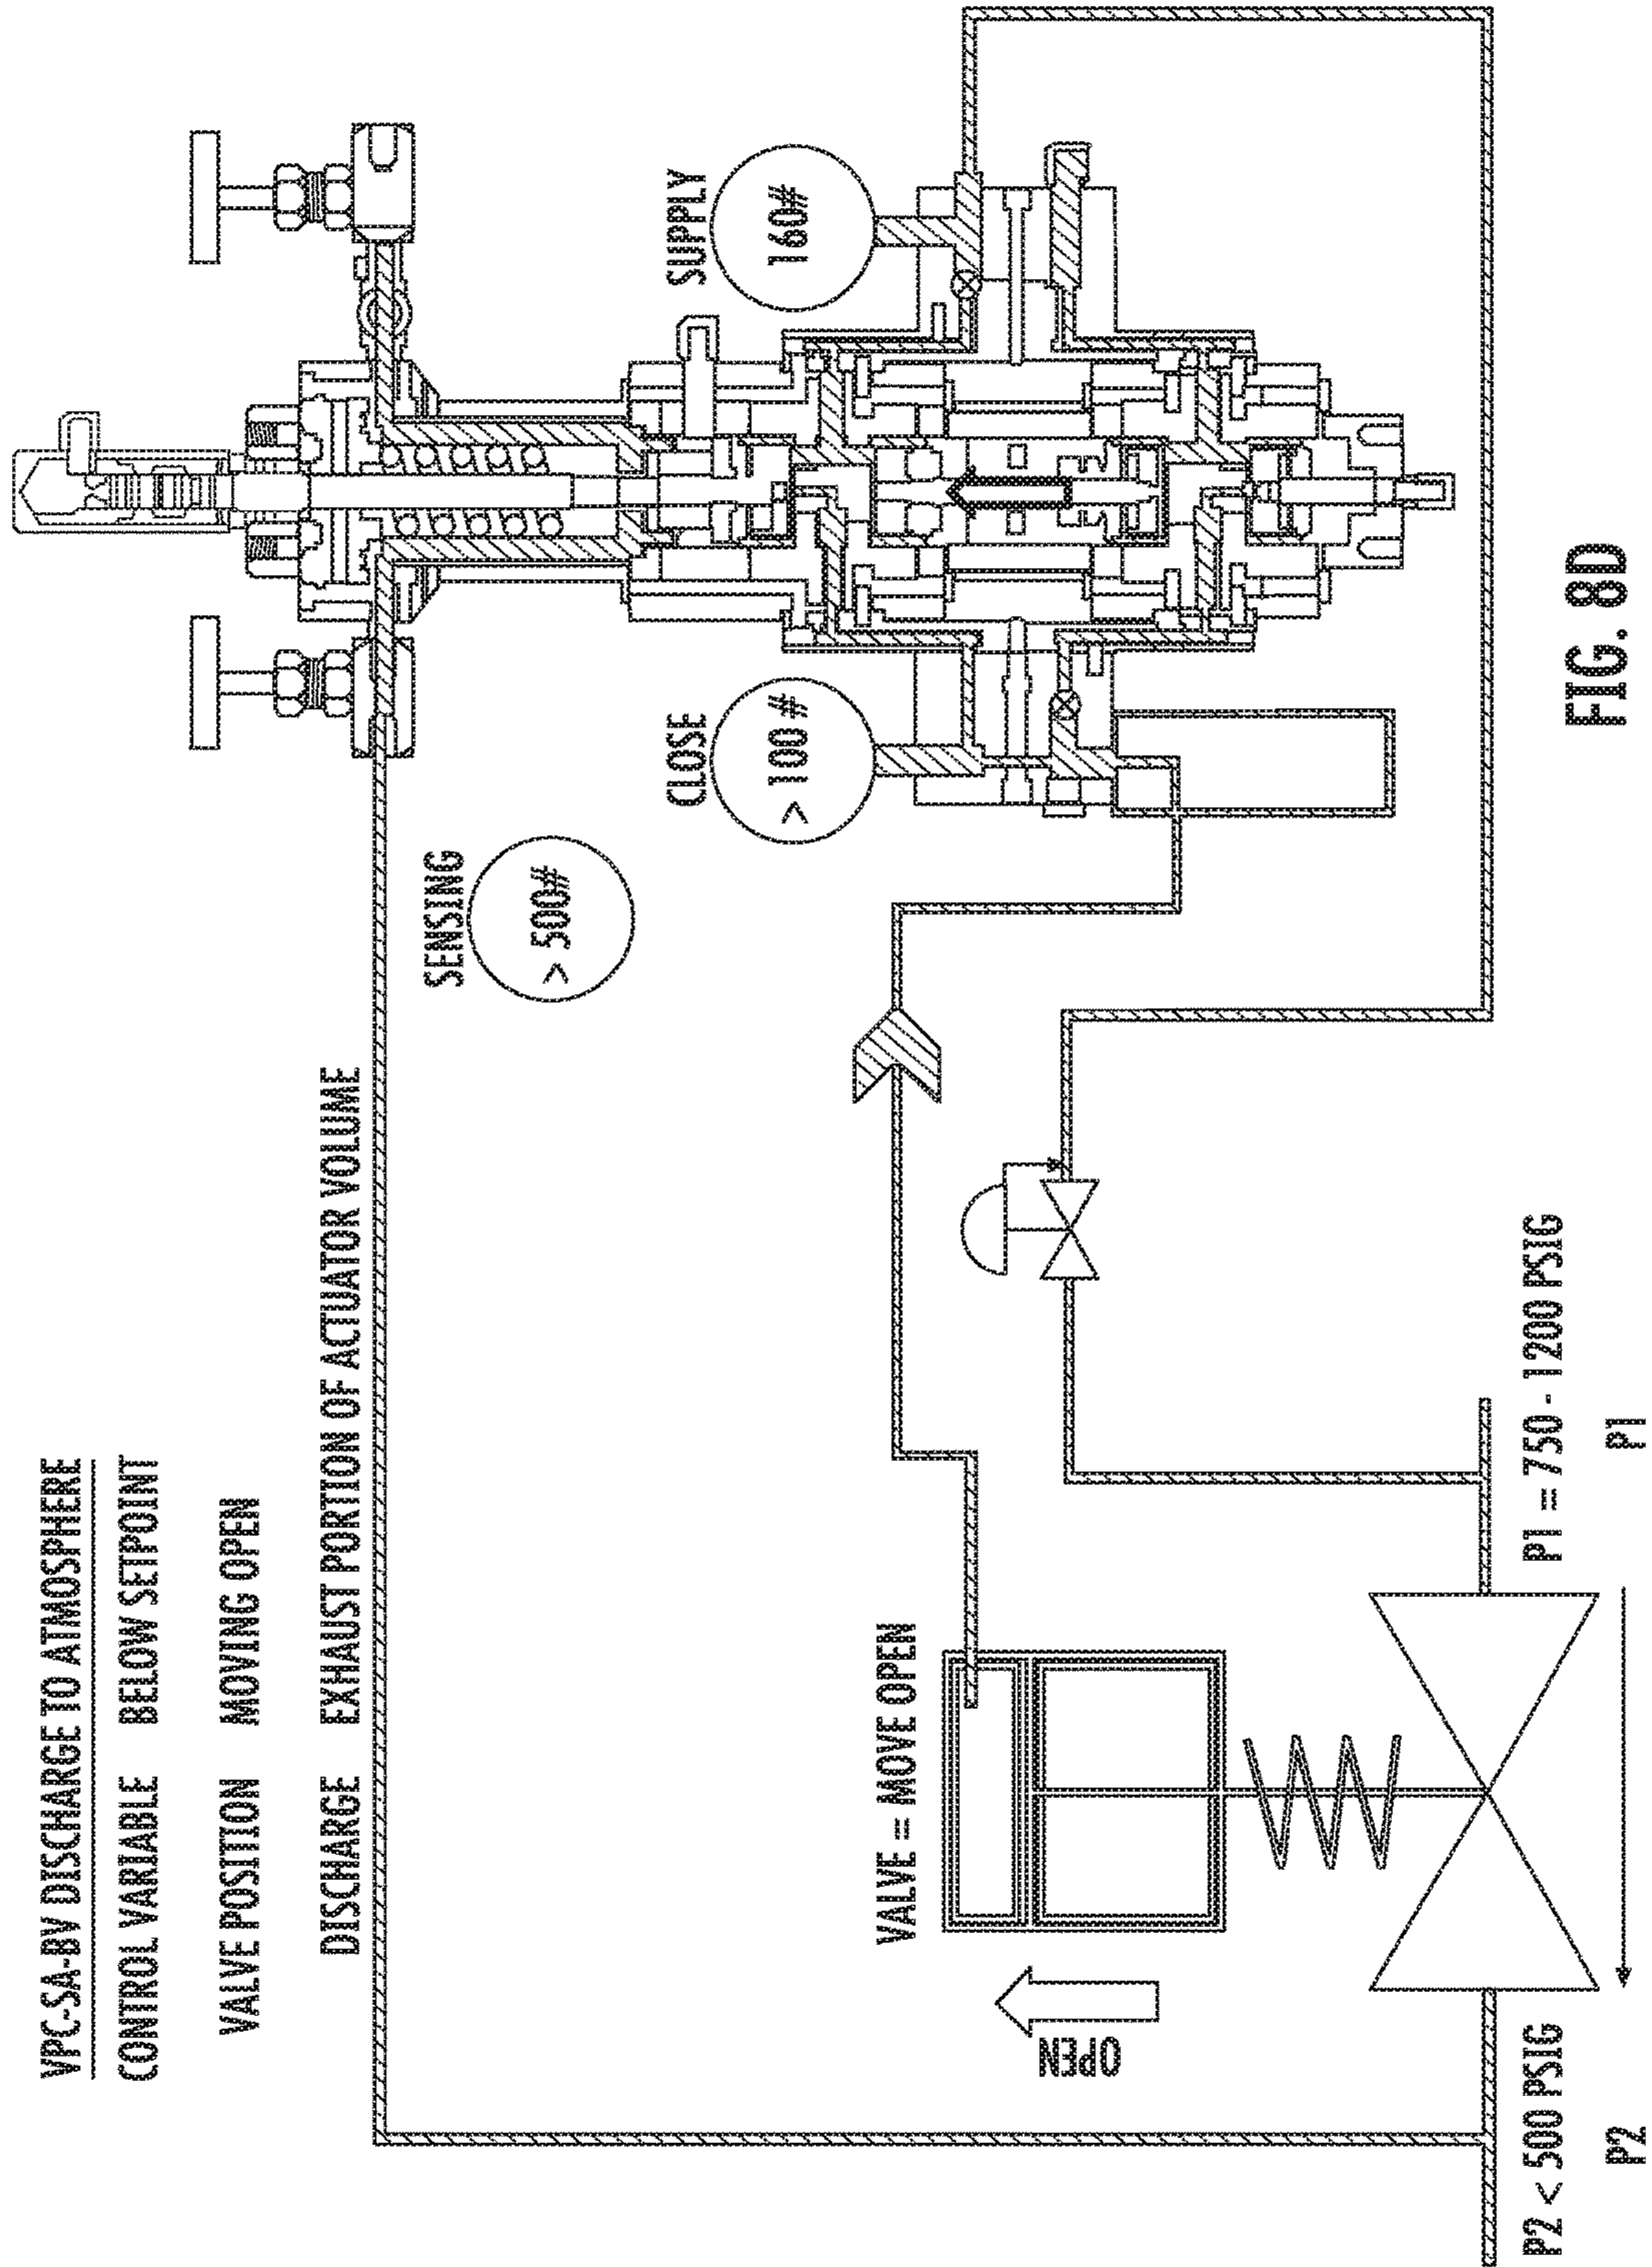 VPC-SA-BV DISCHARGE TO ATMOSPHERE
CONTROL VARIABLE BELOW SETPOINT
VALVE POSITION MOVING OPEN
DISCHARGE EXHAUST PORTION OF ACTUATOR VOLUME
SENSING
> 500#
CLOSE
> 100 #
SUPPLY
160#
VALVE = MOVE OPEN
OPEN
P2 < 500 PSIG
P1 = 750 - 1200 PSIG
P2
P1
FIG. 8D